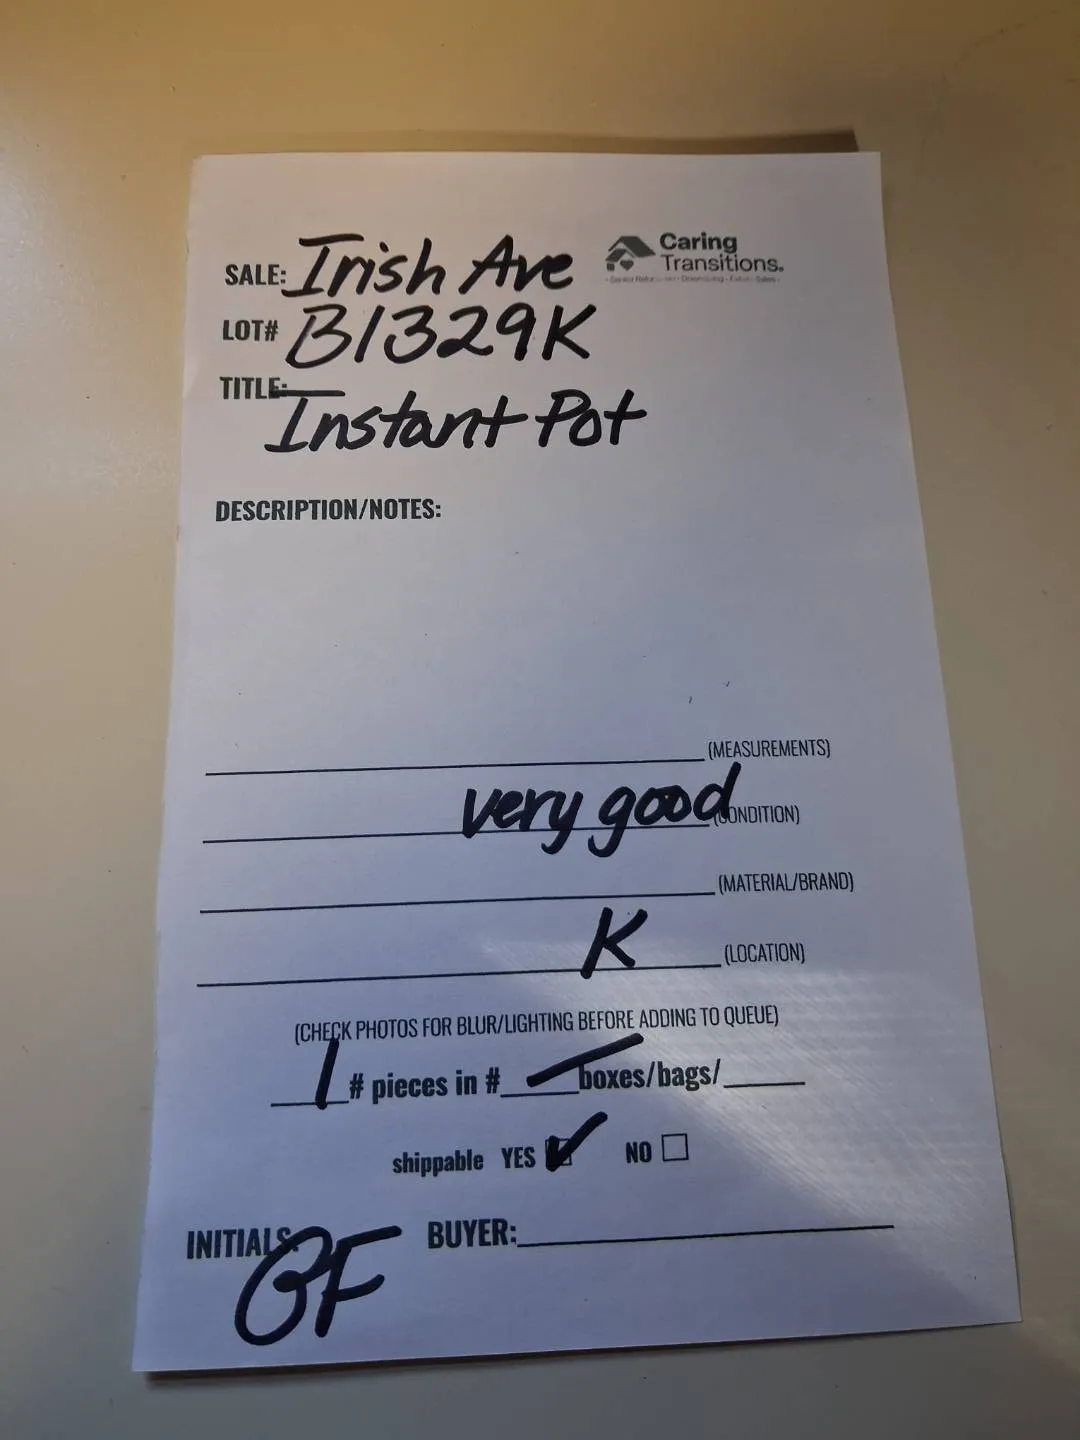 SALE: Irish Ave
Caring
Transitions.
LOT# B1329K
TITLE:
Instant Pot
DESCRIPTION/NOTES:
(MEASUREMENTS)
very good (CONDITION)
(MATERIAL/BRAND)
K (LOCATION)
(CHECK PHOTOS FOR BLUR/LIGHTING BEFORE ADDING TO QUEUE)
1 # pieces in # — boxes/bags/
shippable YES ✓ NO
INITIALS: BUYER: